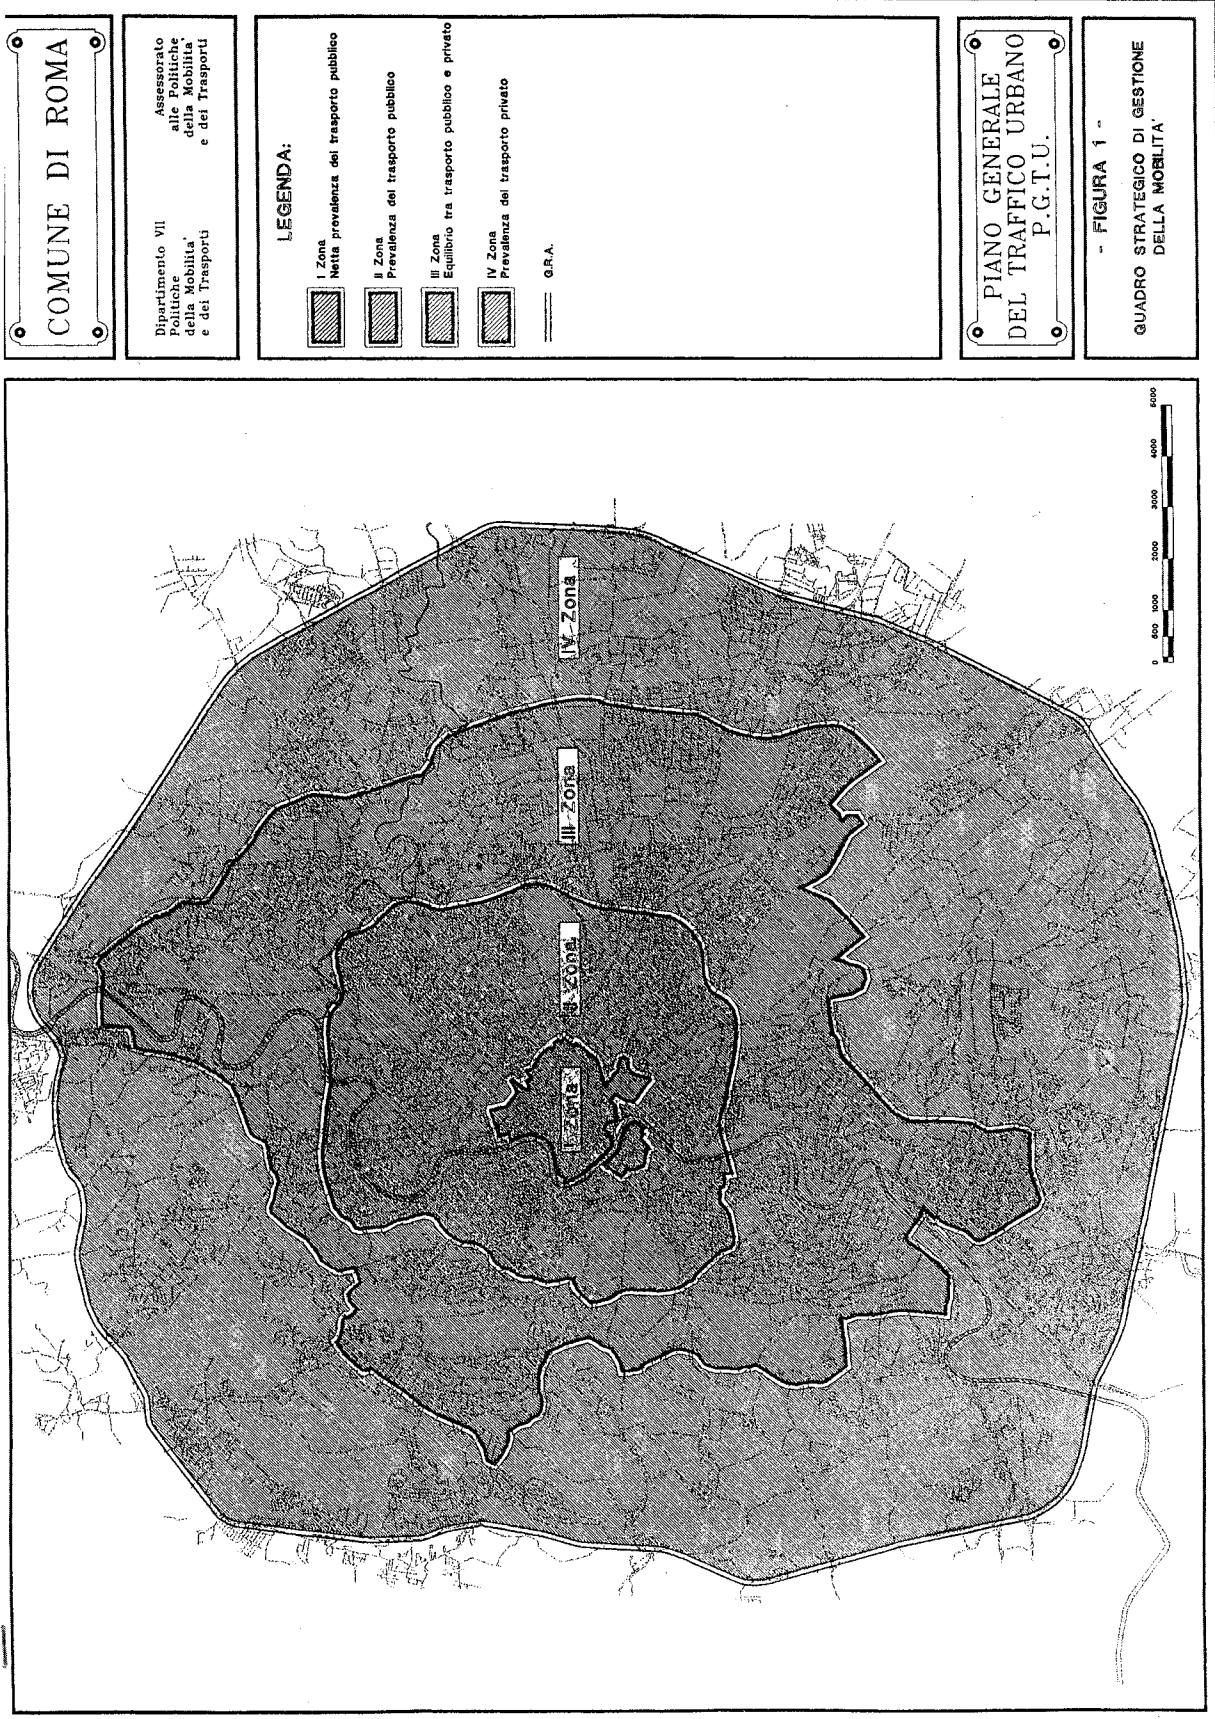 COMUNE DI ROMA
Dipartimento VII
Politiche
della Mobilita'
e dei Trasporti
Assessorato
alle Politiche
della Mobilita'
e dei Trasporti
LEGENDA:
I Zona
Netta prevalenza del trasporto pubblico
II Zona
Prevalenza del trasporto pubblico
III Zona
Equilibrio tra trasporto pubblico e privato
IV Zona
Prevalenza del trasporto privato
G.R.A.
PIANO GENERALE
DEL TRAFFICO URBANO
P.G.T.U.
- FIGURA 1 -
QUADRO STRATEGICO DI GESTIONE
DELLA MOBILITA'
I Zona
II Zona
III Zona
IV Zona
0 500 1000 2000 3000 4000 5000